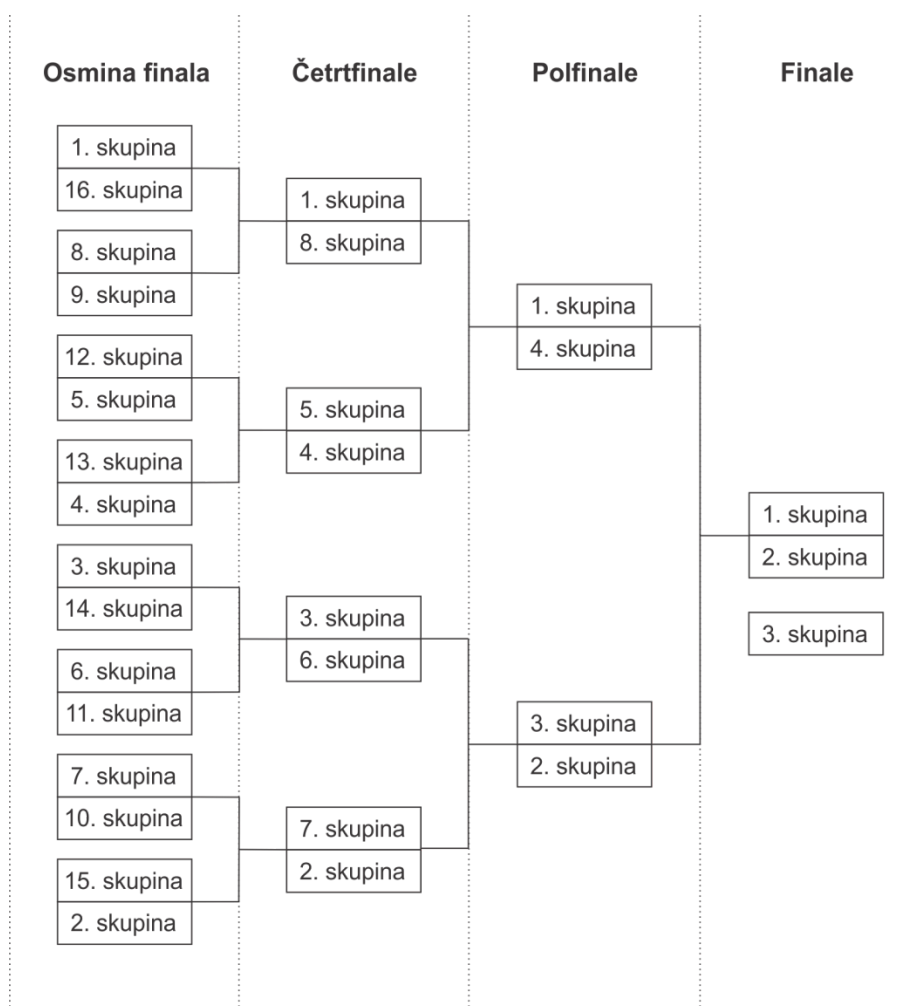 Osmina finala
Četrtfinale
Polfinale
Finale
1. skupina
16. skupina
8. skupina
9. skupina
12. skupina
5. skupina
13. skupina
4. skupina
3. skupina
14. skupina
6. skupina
11. skupina
7. skupina
10. skupina
15. skupina
2. skupina
1. skupina
8. skupina
5. skupina
4. skupina
3. skupina
6. skupina
7. skupina
2. skupina
1. skupina
4. skupina
3. skupina
2. skupina
1. skupina
2. skupina
3. skupina